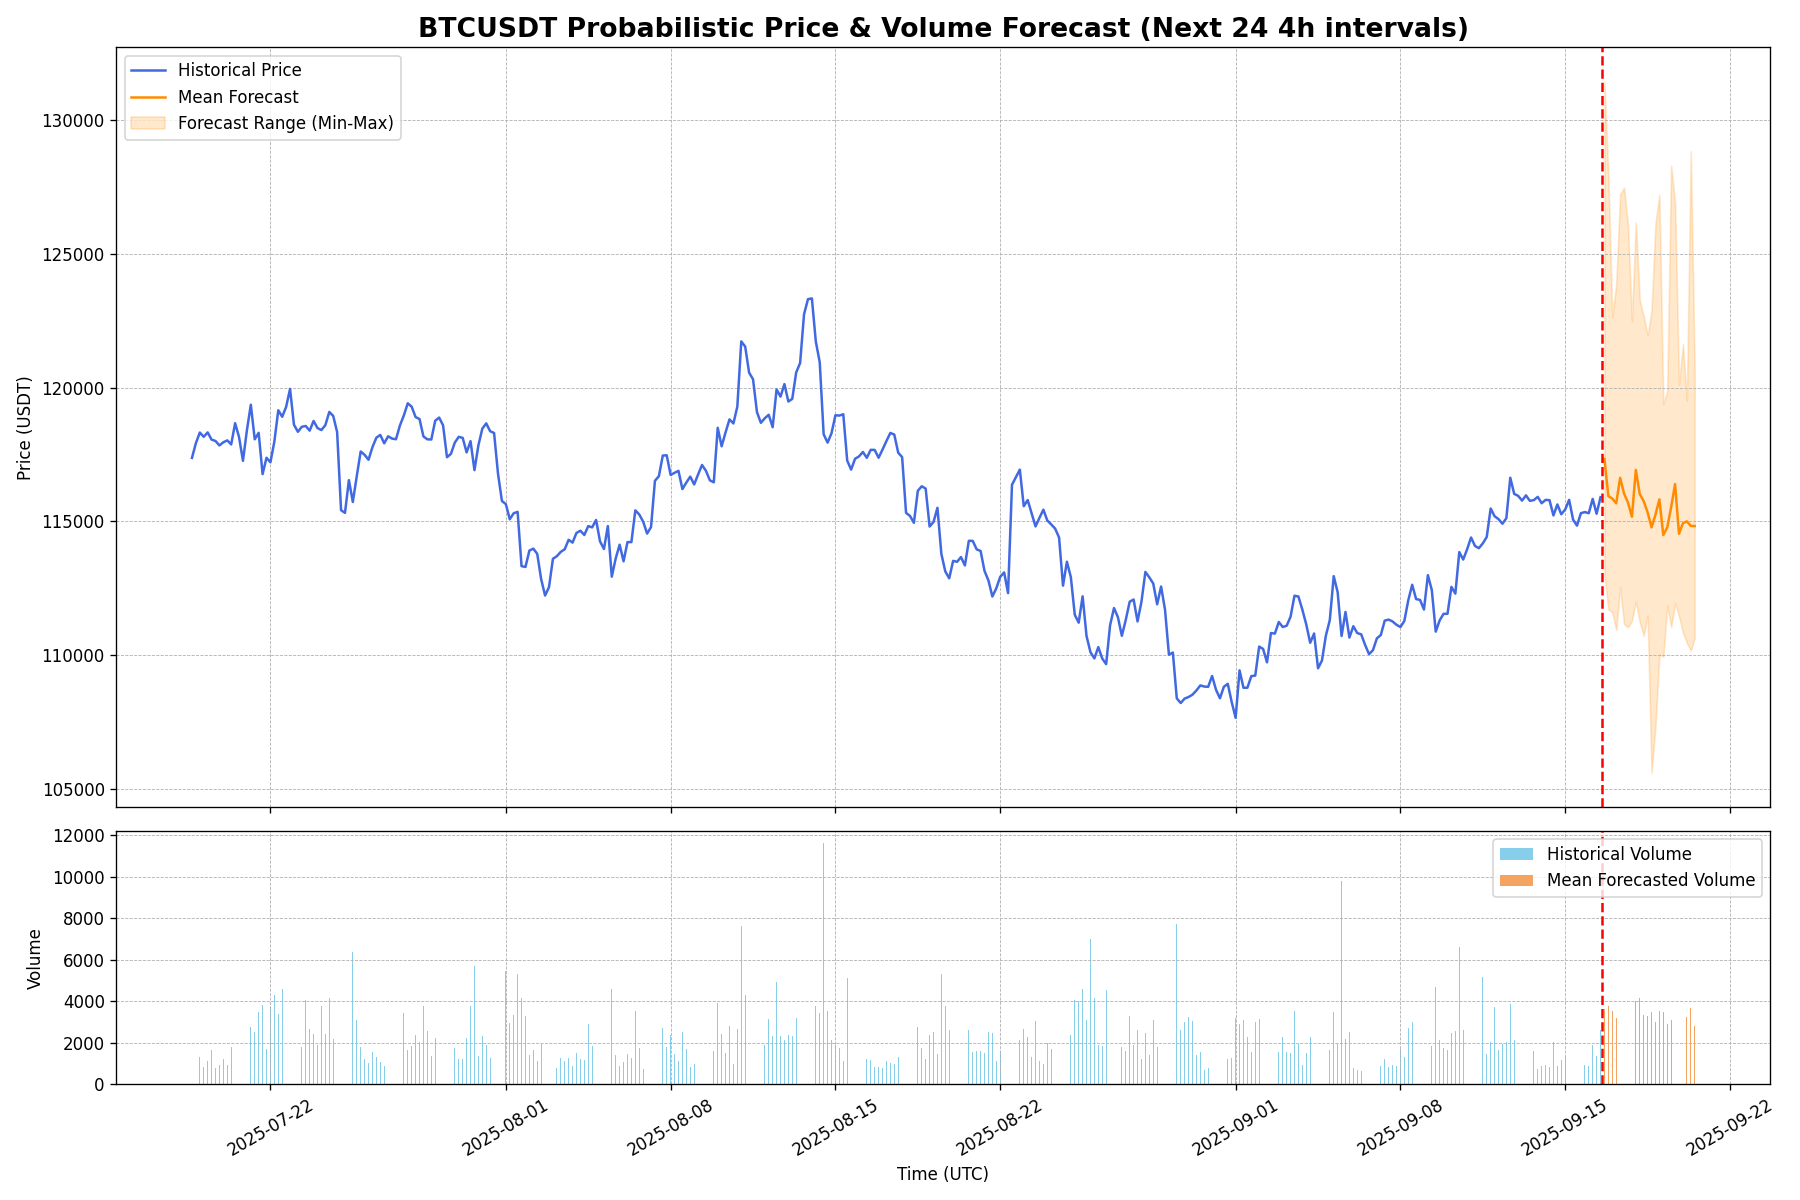 BTCUSDT Probabilistic Price & Volume Forecast (Next 24 4h intervals)
Historical Price
Mean Forecast
Forecast Range (Min-Max)
130000
125000
120000
115000
110000
105000
Price (USDT)
12000
10000
8000
6000
4000
2000
0
Volume
Historical Volume
Mean Forecasted Volume
2025-07-22
2025-08-01
2025-08-08
2025-08-15
2025-08-22
2025-09-01
2025-09-08
2025-09-15
2025-09-22
Time (UTC)